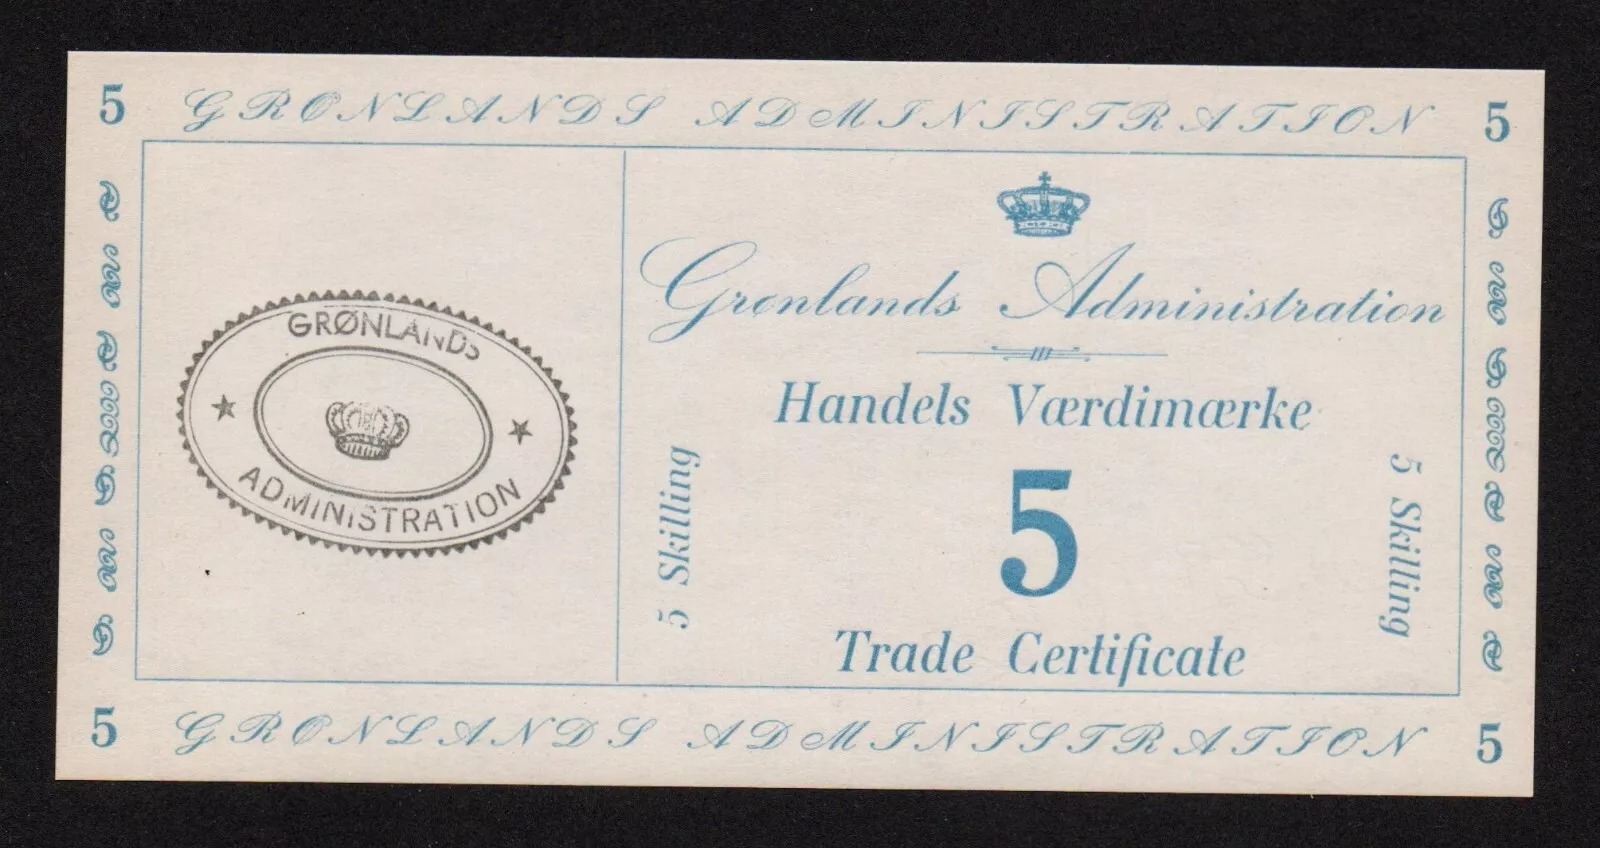 5 GRØNLANDS ADMINISTRATION 5
GRØNLANDS
ADMINISTRATION
Grønlands Administration
Handels Værdimærke
5 Skilling
5
5 Skilling
Trade Certificate
5 GRØNLANDS ADMINISTRATION 5